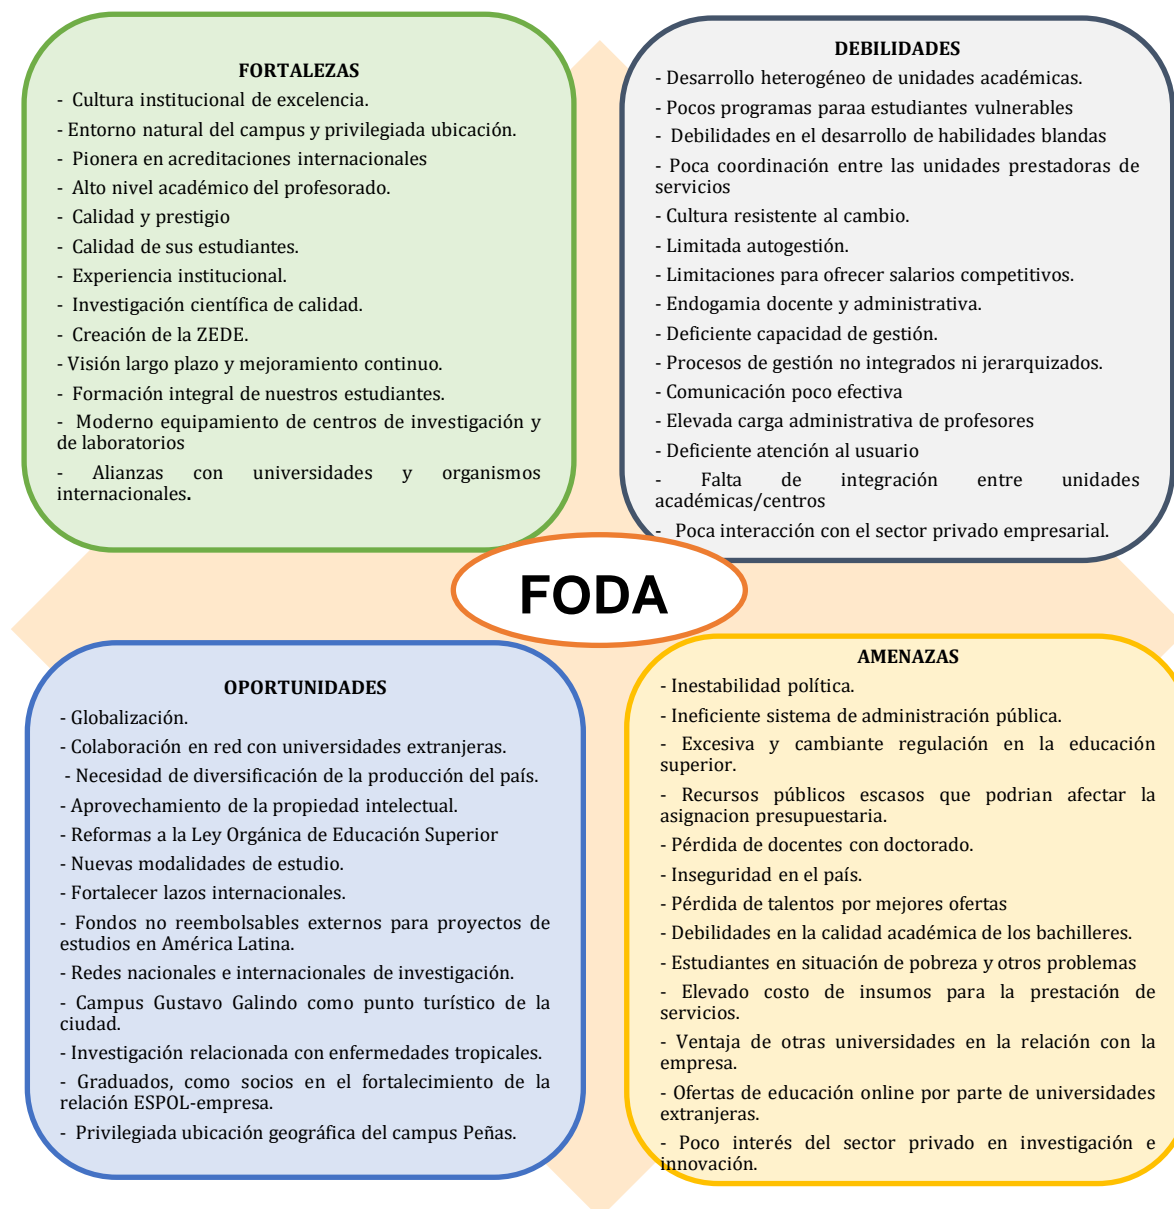 FORTALEZAS
- Cultura institucional de excelencia.
- Entorno natural del campus y privilegiada ubicación.
- Pionera en acreditaciones internacionales
- Alto nivel académico del profesorado.
- Calidad y prestigio
- Calidad de sus estudiantes.
- Experiencia institucional.
- Investigación científica de calidad.
- Creación de la ZEDE.
- Visión largo plazo y mejoramiento continuo.
- Formación integral de nuestros estudiantes.
- Moderno equipamiento de centros de investigación y
de laboratorios
- Alianzas con universidades y organismos
internacionales.
DEBILIDADES
- Desarrollo heterogéneo de unidades académicas.
- Pocos programas paraa estudiantes vulnerables
- Debilidades en el desarrollo de habilidades blandas
- Poca coordinación entre las unidades prestadoras de
servicios
- Cultura resistente al cambio.
- Limitada autogestión.
- Limitaciones para ofrecer salarios competitivos.
- Endogamia docente y administrativa.
- Deficiente capacidad de gestión.
- Procesos de gestión no integrados ni jerarquizados.
- Comunicación poco efectiva
- Elevada carga administrativa de profesores
- Deficiente atención al usuario
- Falta de integración entre unidades
académicas/centros
- Poca interacción con el sector privado empresarial.
FODA
OPORTUNIDADES
- Globalización.
- Colaboración en red con universidades extranjeras.
- Necesidad de diversificación de la producción del país.
- Aprovechamiento de la propiedad intelectual.
- Reformas a la Ley Orgánica de Educación Superior
- Nuevas modalidades de estudio.
- Fortalecer lazos internacionales.
- Fondos no reembolsables externos para proyectos de
estudios en América Latina.
- Redes nacionales e internacionales de investigación.
- Campus Gustavo Galindo como punto turístico de la
ciudad.
- Investigación relacionada con enfermedades tropicales.
- Graduados, como socios en el fortalecimiento de la
relación ESPOL-empresa.
- Privilegiada ubicación geográfica del campus Peñas.
AMENAZAS
- Inestabilidad política.
- Ineficiente sistema de administración pública.
- Excesiva y cambiante regulación en la educación
superior.
- Recursos públicos escasos que podrian afectar la
asignacion presupuestaria.
- Pérdida de docentes con doctorado.
- Inseguridad en el país.
- Pérdida de talentos por mejores ofertas
- Debilidades en la calidad académica de los bachilleres.
- Estudiantes en situación de pobreza y otros problemas
- Elevado costo de insumos para la prestación de
servicios.
- Ventaja de otras universidades en la relación con la
empresa.
- Ofertas de educación online por parte de universidades
extranjeras.
- Poco interés del sector privado en investigación e
innovación.